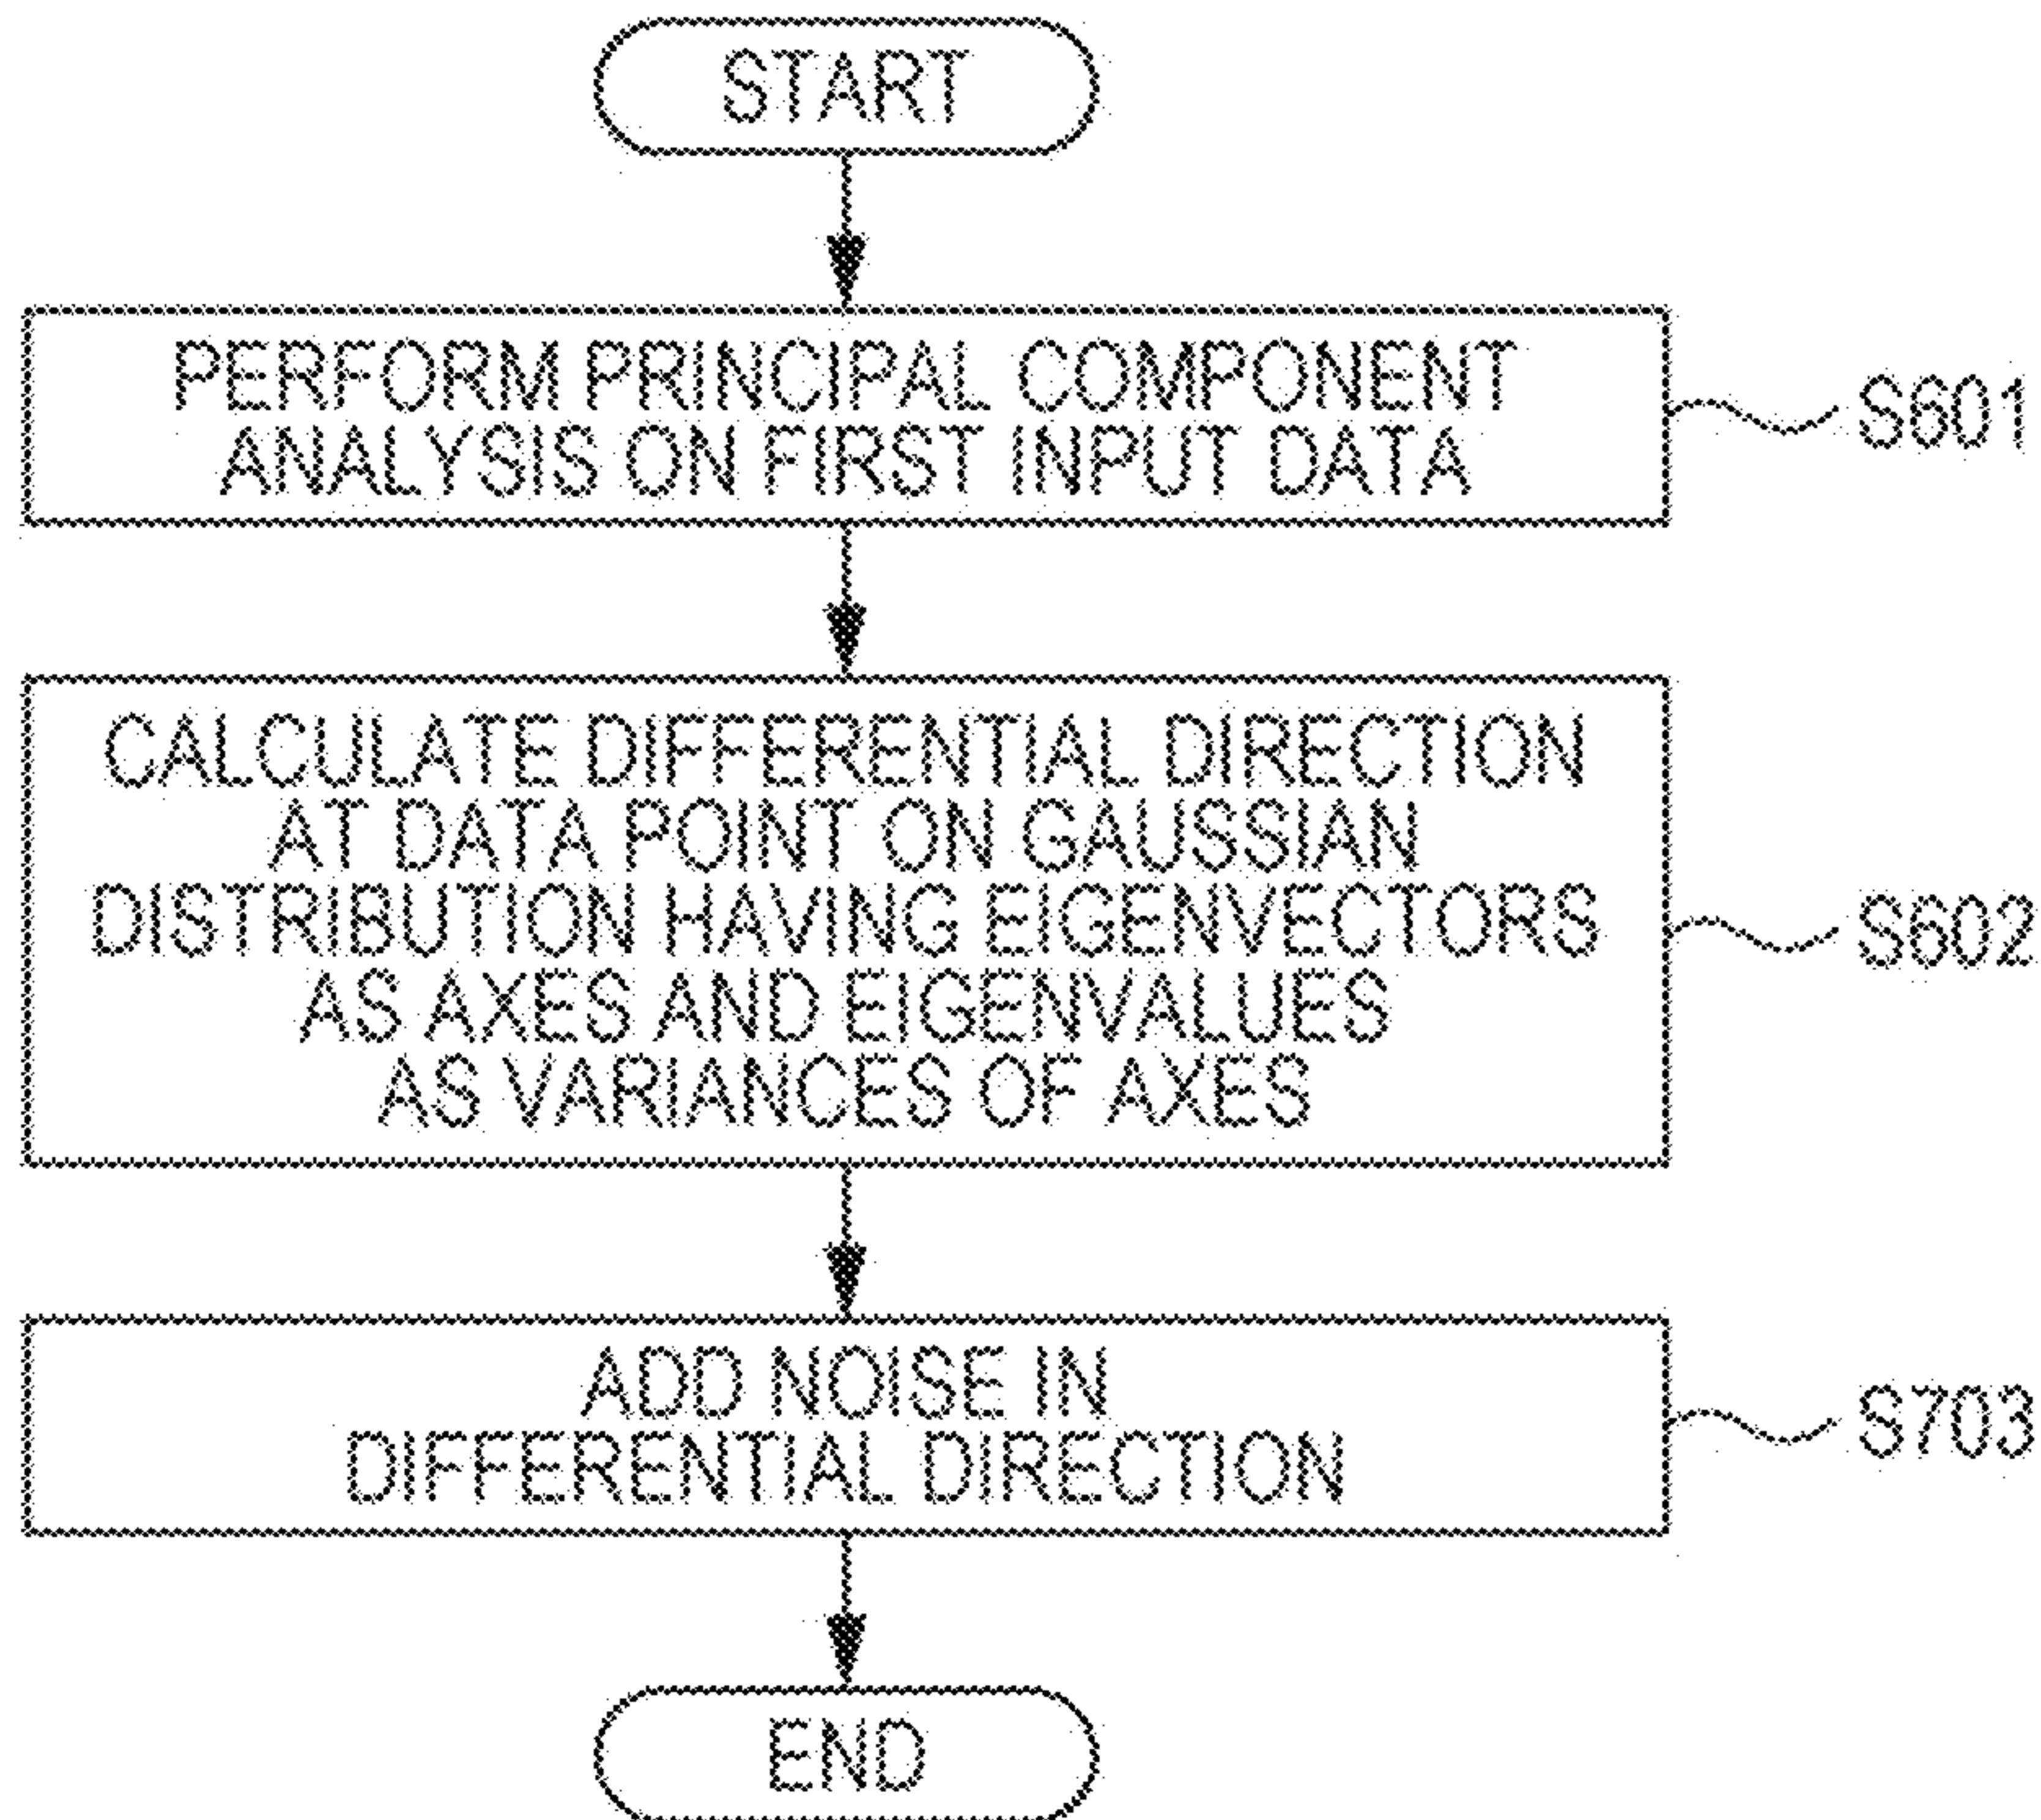 START
PERFORM PRINCIPAL COMPONENT
ANALYSIS ON FIRST INPUT DATA
S601
CALCULATE DIFFERENTIAL DIRECTION
AT DATA POINT ON GAUSSIAN
DISTRIBUTION HAVING EIGENVECTORS
AS AXES AND EIGENVALUES
AS VARIANCES OF AXES
S602
ADD NOISE IN
DIFFERENTIAL DIRECTION
S703
END